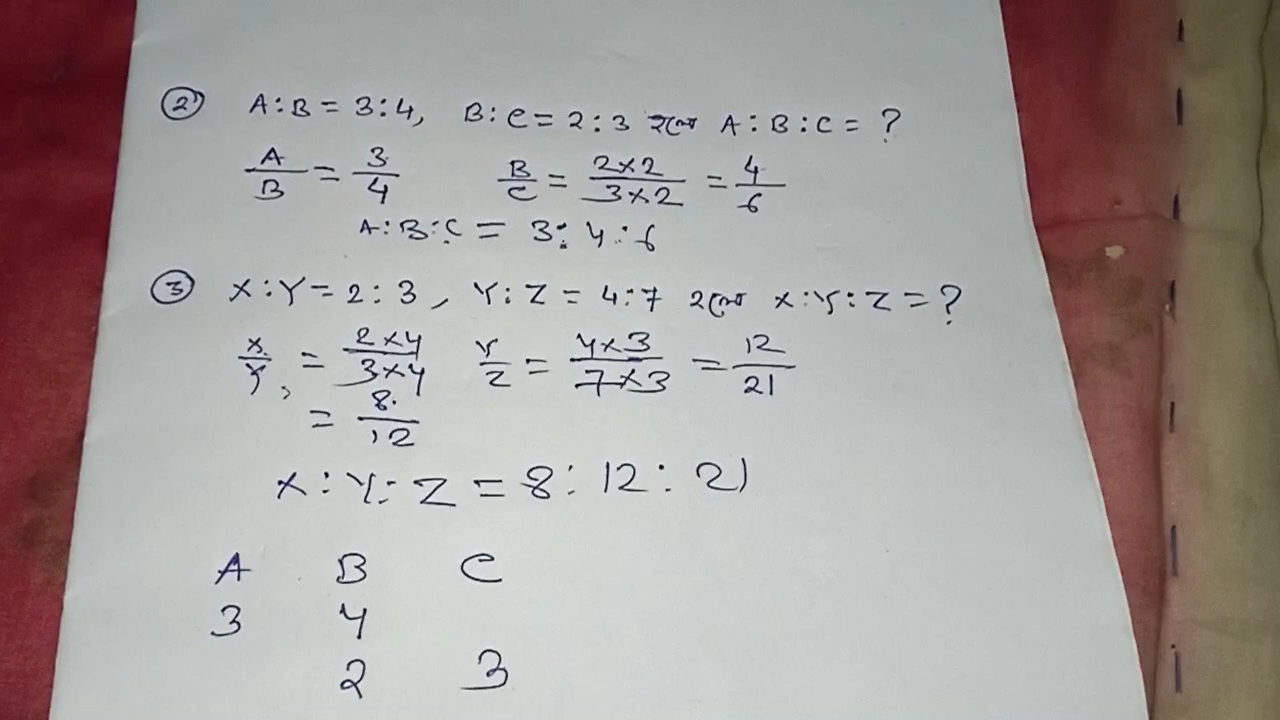 ② A:B = 3:4, B:C = 2:3 হলে A:B:C = ?
A/B = 3/4 B/C = 2×2/3×2 = 4/6
A:B:C = 3:4:6
③ X:Y = 2:3, Y:Z = 4:7 হলে X:Y:Z = ?
X/Y, = 2×4/3×4 Y/Z = 4×3/7×3 = 12/21
= 8/12
X:Y:Z = 8:12:21
A B C
3 4
2 3